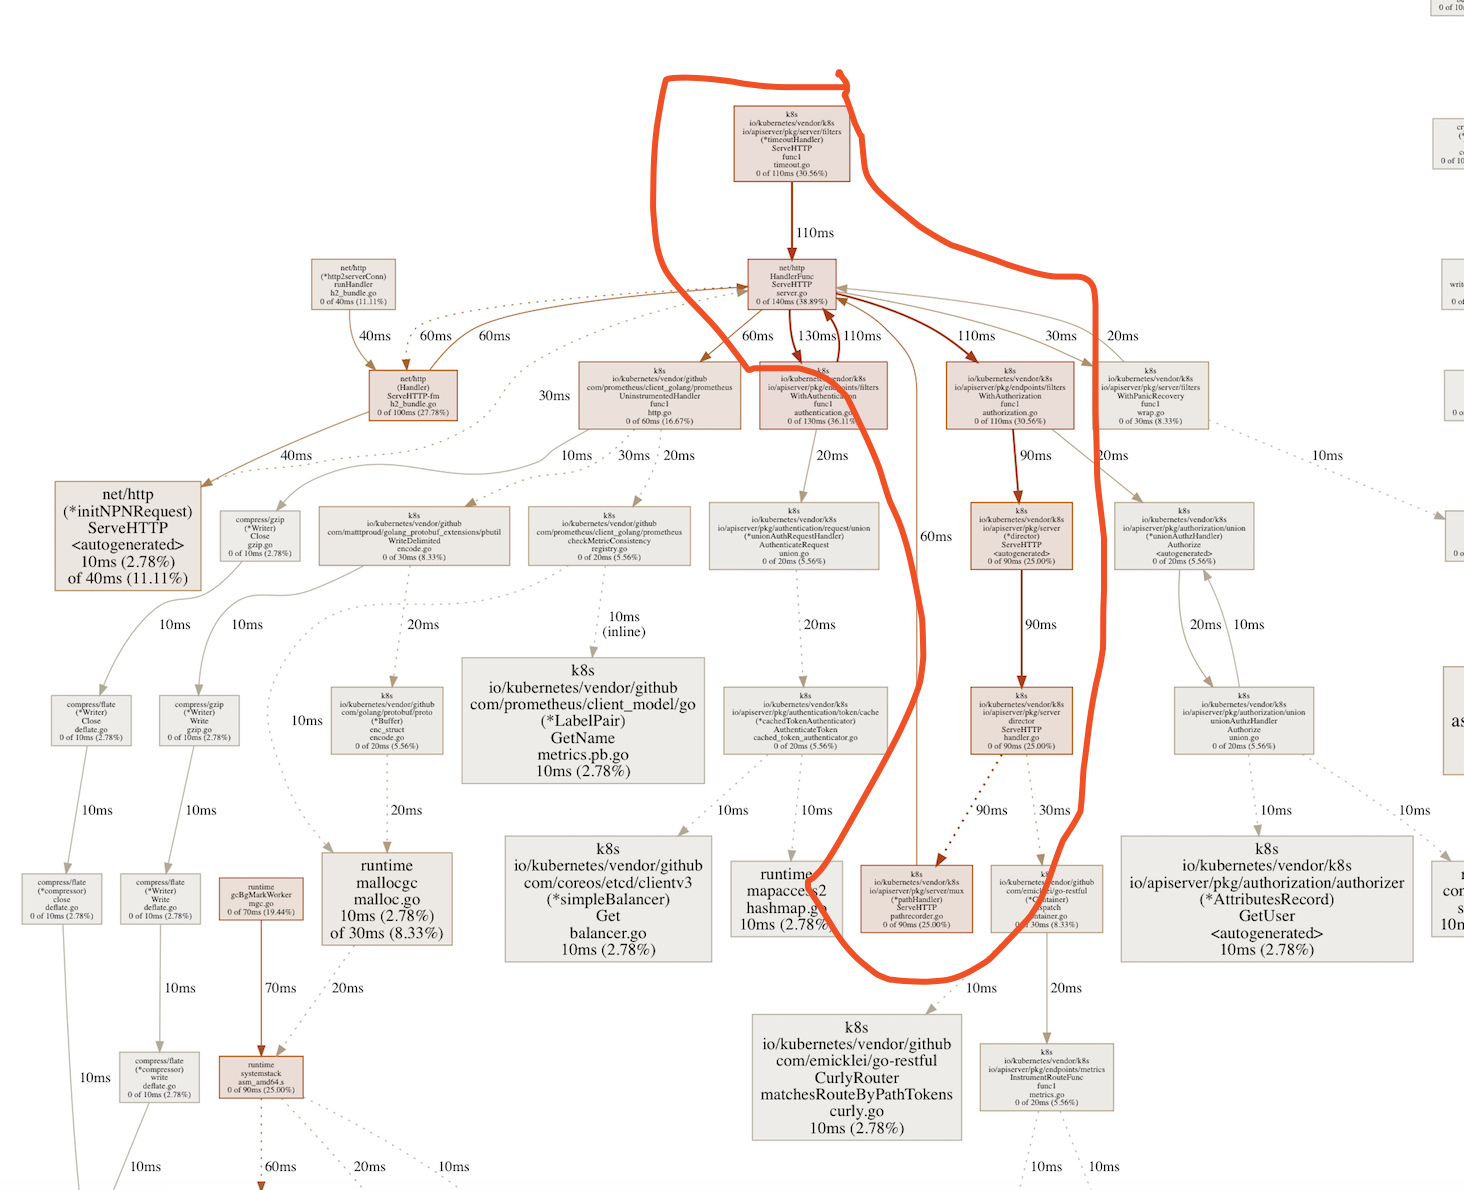 0 of 10
k8s
io/kubernetes/vendor/k8s
io/apiserver/pkg/server/filters
(*timeoutHandler)
ServeHTTP
func1
timeout.go
0 of 110ms (30.56%)
0 of 10
110ms
net/http
(*http2serverConn)
runHandler
h2_bundle.go
0 of 40ms (11.11%)
net/http
HandlerFunc
ServeHTTP
server.go
0 of 140ms (38.89%)
40ms
60ms
60ms
60ms
130ms
110ms
110ms
30ms
20ms
net/http
(Handler)
ServeHTTP-fm
h2_bundle.go
0 of 100ms (27.78%)
30ms
k8s
io/kubernetes/vendor/github
com/prometheus/client_golang/prometheus
UninstrumentedHandler
func1
http.go
0 of 60ms (16.67%)
k8s
io/kubernetes/vendor/k8s
io/apiserver/pkg/endpoints/filters
WithAuthentication
func1
authentication.go
0 of 130ms (36.11%)
k8s
io/kubernetes/vendor/k8s
io/apiserver/pkg/endpoints/filters
WithAuthorization
func1
authorization.go
0 of 110ms (30.56%)
k8s
io/kubernetes/vendor/k8s
io/apiserver/pkg/server/filters
WithPanicRecovery
func1
wrap.go
0 of 30ms (8.33%)
40ms
10ms
30ms
20ms
20ms
90ms
20ms
10ms
net/http
(*initNPNRequest)
ServeHTTP
<autogenerated>
10ms (2.78%)
of 40ms (11.11%)
compress/gzip
(*Writer)
Close
gzip.go
0 of 10ms (2.78%)
k8s
io/kubernetes/vendor/github
com/matttproud/golang_protobuf_extensions/pbutil
WriteDelimited
encode.go
0 of 30ms (8.33%)
k8s
io/kubernetes/vendor/github
com/prometheus/client_golang/prometheus
checkMetricConsistency
registry.go
0 of 20ms (5.56%)
k8s
io/kubernetes/vendor/k8s
io/apiserver/pkg/authentication/request/union
(*unionAuthRequestHandler)
AuthenticateRequest
union.go
0 of 20ms (5.56%)
60ms
k8s
io/kubernetes/vendor/k8s
io/apiserver/pkg/server
(*director)
ServeHTTP
<autogenerated>
0 of 90ms (25.00%)
k8s
io/kubernetes/vendor/k8s
io/apiserver/pkg/authorization/union
(*unionAuthzHandler)
Authorize
<autogenerated>
0 of 20ms (5.56%)
10ms
10ms
20ms
10ms
(inline)
20ms
90ms
20ms
10ms
compress/flate
(*Writer)
Close
deflate.go
0 of 10ms (2.78%)
compress/gzip
(*Writer)
Write
gzip.go
0 of 10ms (2.78%)
10ms
k8s
io/kubernetes/vendor/github
com/golang/protobuf/proto
(*Buffer)
enc_struct
encode.go
0 of 20ms (5.56%)
k8s
io/kubernetes/vendor/github
com/prometheus/client_model/go
(*LabelPair)
GetName
metrics.pb.go
10ms (2.78%)
k8s
io/kubernetes/vendor/k8s
io/apiserver/pkg/authentication/token/cache
(*cachedTokenAuthenticator)
AuthenticateToken
cached_token_authenticator.go
0 of 20ms (5.56%)
k8s
io/kubernetes/vendor/k8s
io/apiserver/pkg/server
director
ServeHTTP
handler.go
0 of 90ms (25.00%)
k8s
io/kubernetes/vendor/k8s
io/apiserver/pkg/authorization/union
unionAuthzHandler
Authorize
union.go
0 of 20ms (5.56%)
10ms
10ms
20ms
10ms
10ms
90ms
30ms
10ms
10ms
compress/flate
(*compressor)
close
deflate.go
0 of 10ms (2.78%)
compress/flate
(*Writer)
Write
deflate.go
0 of 10ms (2.78%)
runtime
gcBgMarkWorker
mgc.go
0 of 70ms (19.44%)
runtime
mallocgc
malloc.go
10ms (2.78%)
of 30ms (8.33%)
k8s
io/kubernetes/vendor/github
com/coreos/etcd/clientv3
(*simpleBalancer)
Get
balancer.go
10ms (2.78%)
runtime
mapaccess2
hashmap.go
10ms (2.78%)
k8s
io/kubernetes/vendor/k8s
io/apiserver/pkg/server/mux
(*pathHandler)
ServeHTTP
pathrecorder.go
0 of 90ms (25.00%)
k8s
io/kubernetes/vendor/github
com/emicklei/go-restful
(*Container)
0 of 30ms (8.33%)
k8s
io/kubernetes/vendor/k8s
io/apiserver/pkg/authorization/authorizer
(*AttributesRecord)
GetUser
<autogenerated>
10ms (2.78%)
10ms
70ms
20ms
10ms
20ms
10ms
compress/flate
(*compressor)
write
deflate.go
0 of 10ms (2.78%)
runtime
systemstack
asm_amd64.s
0 of 90ms (25.00%)
k8s
io/kubernetes/vendor/github
com/emicklei/go-restful
CurlyRouter
matchesRouteByPathTokens
curly.go
10ms (2.78%)
k8s
io/kubernetes/vendor/k8s
io/apiserver/pkg/endpoints/metrics
InstrumentRouteFunc
func1
metrics.go
0 of 20ms (5.56%)
10ms
60ms
20ms
10ms
10ms
10ms